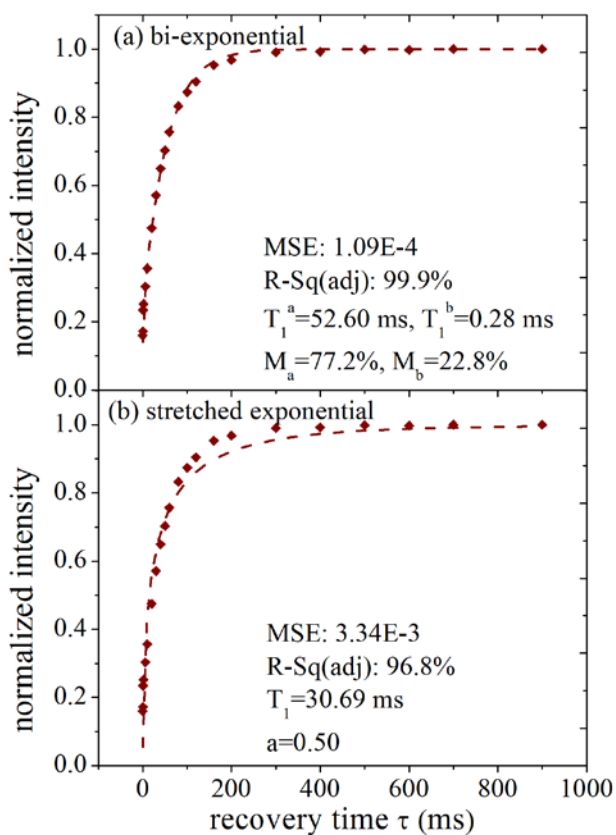 (a) bi-exponential
1.0
0.8
0.6
0.4
0.2
0.0
normalized intensity
MSE: 1.09E-4
R-Sq(adj): 99.9%
T₁ᵃ=52.60 ms, T₁ᵇ=0.28 ms
Mₐ=77.2%, M_b=22.8%
(b) stretched exponential
1.0
0.8
0.6
0.4
0.2
0.0
normalized intensity
MSE: 3.34E-3
R-Sq(adj): 96.8%
T₁=30.69 ms
a=0.50
0 200 400 600 800 1000
recovery time τ (ms)